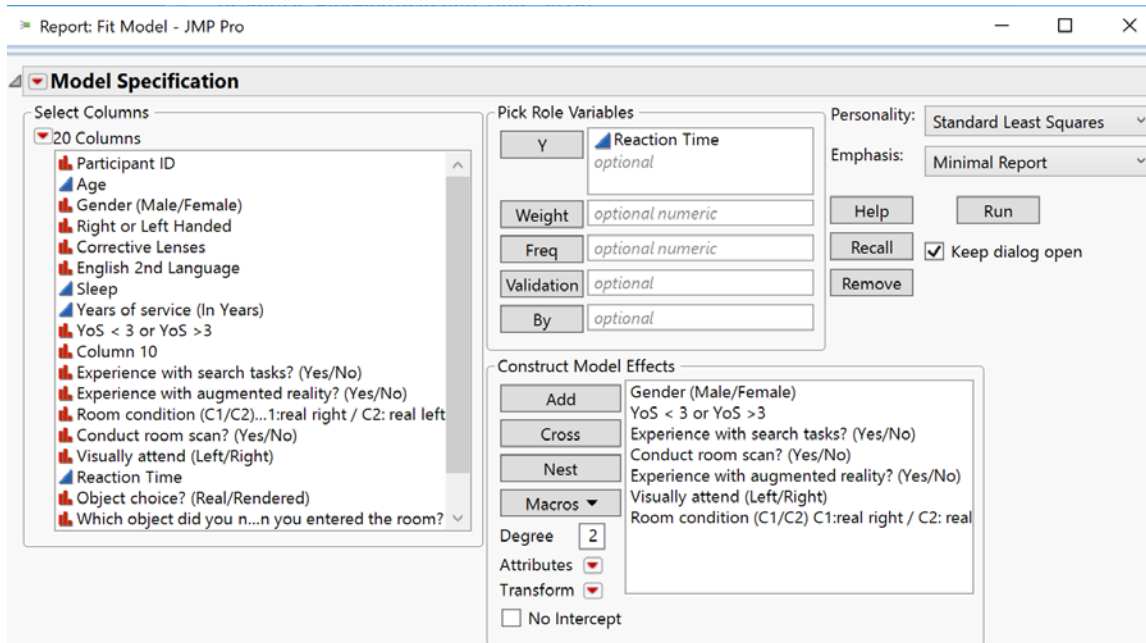 Report: Fit Model - JMP Pro
Model Specification
Select Columns
20 Columns
Participant ID
Age
Gender (Male/Female)
Right or Left Handed
Corrective Lenses
English 2nd Language
Sleep
Years of service (In Years)
YoS < 3 or YoS >3
Column 10
Experience with search tasks? (Yes/No)
Experience with augmented reality? (Yes/No)
Room condition (C1/C2)...1:real right / C2: real left
Conduct room scan? (Yes/No)
Visually attend (Left/Right)
Reaction Time
Object choice? (Real/Rendered)
Which object did you n...n you entered the room?
Pick Role Variables
Y
Reaction Time
optional
Weight
optional numeric
Freq
optional numeric
Validation
optional
By
optional
Personality:
Standard Least Squares
Emphasis:
Minimal Report
Help
Run
Recall
Keep dialog open
Remove
Construct Model Effects
Add
Cross
Nest
Macros
Degree
2
Attributes
Transform
No Intercept
Gender (Male/Female)
YoS < 3 or YoS >3
Experience with search tasks? (Yes/No)
Conduct room scan? (Yes/No)
Experience with augmented reality? (Yes/No)
Visually attend (Left/Right)
Room condition (C1/C2) C1:real right / C2: real